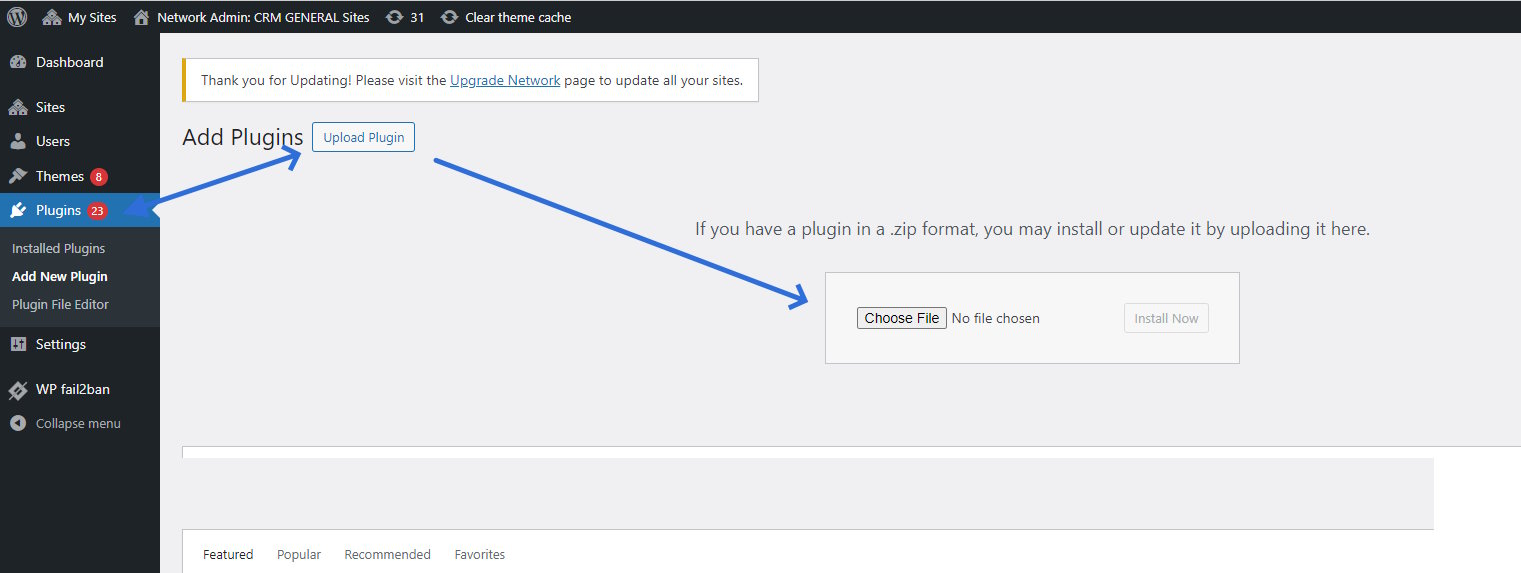 My Sites Network Admin: CRM GENERAL Sites 31 Clear theme cache
Dashboard
Sites
Users
Themes 8
Plugins 23
Installed Plugins
Add New Plugin
Plugin File Editor
Settings
WP fail2ban
Collapse menu
Thank you for Updating! Please visit the Upgrade Network page to update all your sites.
Add Plugins Upload Plugin
If you have a plugin in a .zip format, you may install or update it by uploading it here.
Choose File No file chosen Install Now
Featured Popular Recommended Favorites